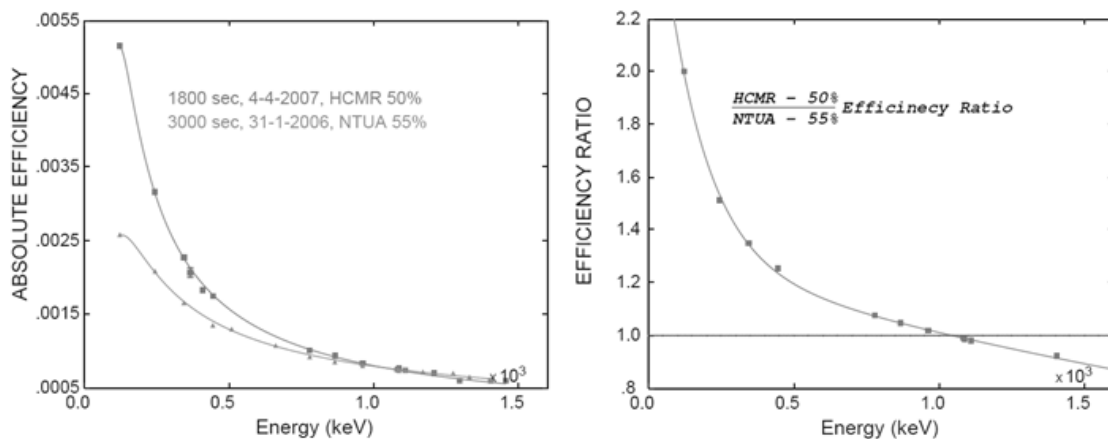 .0055
.0045
.0035
.0025
.0015
.0005
ABSOLUTE EFFICIENCY
1800 sec, 4-4-2007, HCMR 50%
3000 sec, 31-1-2006, NTUA 55%
×10³
0.0 0.5 1.0 1.5
Energy (keV)
2.2
2.0
1.8
1.6
1.4
1.2
1.0
.8
EFFICIENCY RATIO
HCMR - 50%
NTUA - 55%
Efficinecy Ratio
×10³
0.0 0.5 1.0 1.5
Energy (keV)